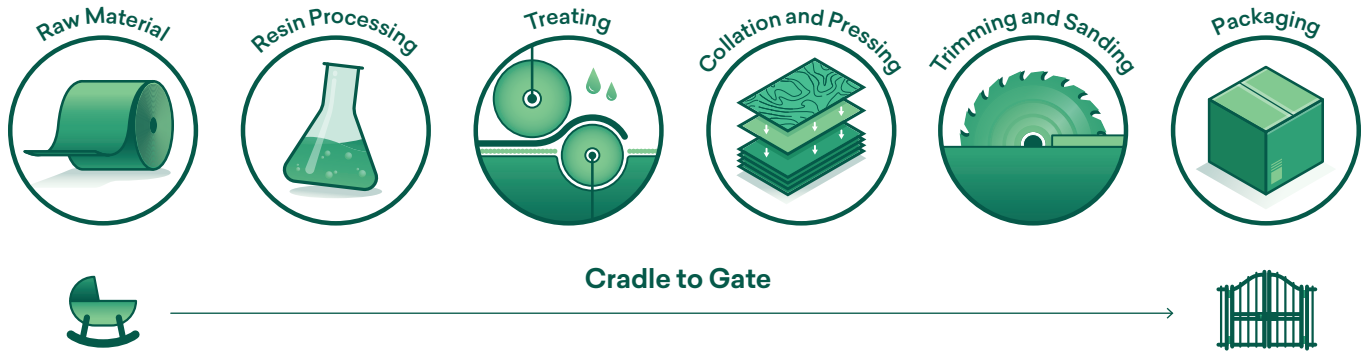 Raw Material
Resin Processing
Treating
Collation and Pressing
Trimming and Sanding
Packaging
Cradle to Gate